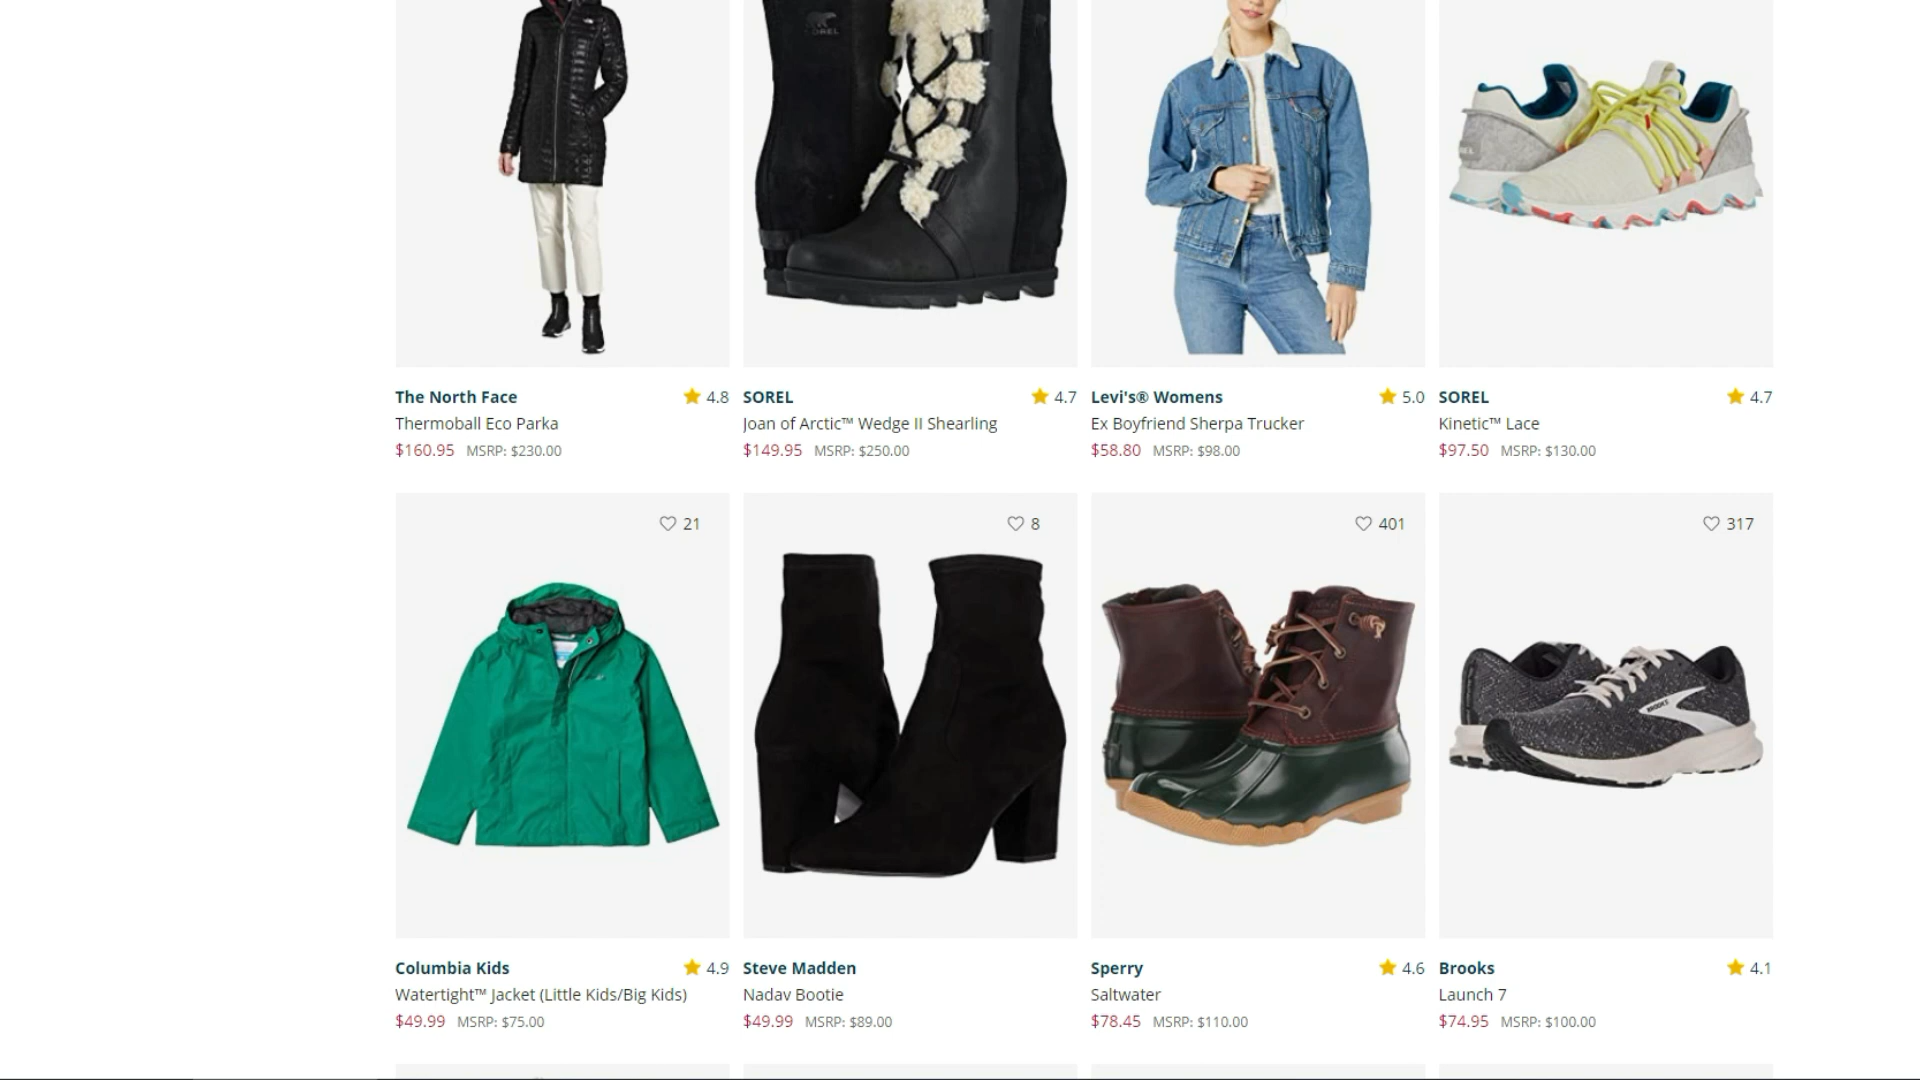 SOREL
The North Face 4.8
Thermoball Eco Parka
$160.95 MSRP: $230.00
SOREL 4.7
Joan of Arctic™ Wedge II Shearling
$149.95 MSRP: $250.00
Levi's® Womens 5.0
Ex Boyfriend Sherpa Trucker
$58.80 MSRP: $98.00
SOREL 4.7
Kinetic™ Lace
$97.50 MSRP: $130.00
21
8
401
317
BROOKS
Columbia Kids 4.9
Watertight™ Jacket (Little Kids/Big Kids)
$49.99 MSRP: $75.00
Steve Madden
Nadav Bootie
$49.99 MSRP: $89.00
Sperry 4.6
Saltwater
$78.45 MSRP: $110.00
Brooks 4.1
Launch 7
$74.95 MSRP: $100.00